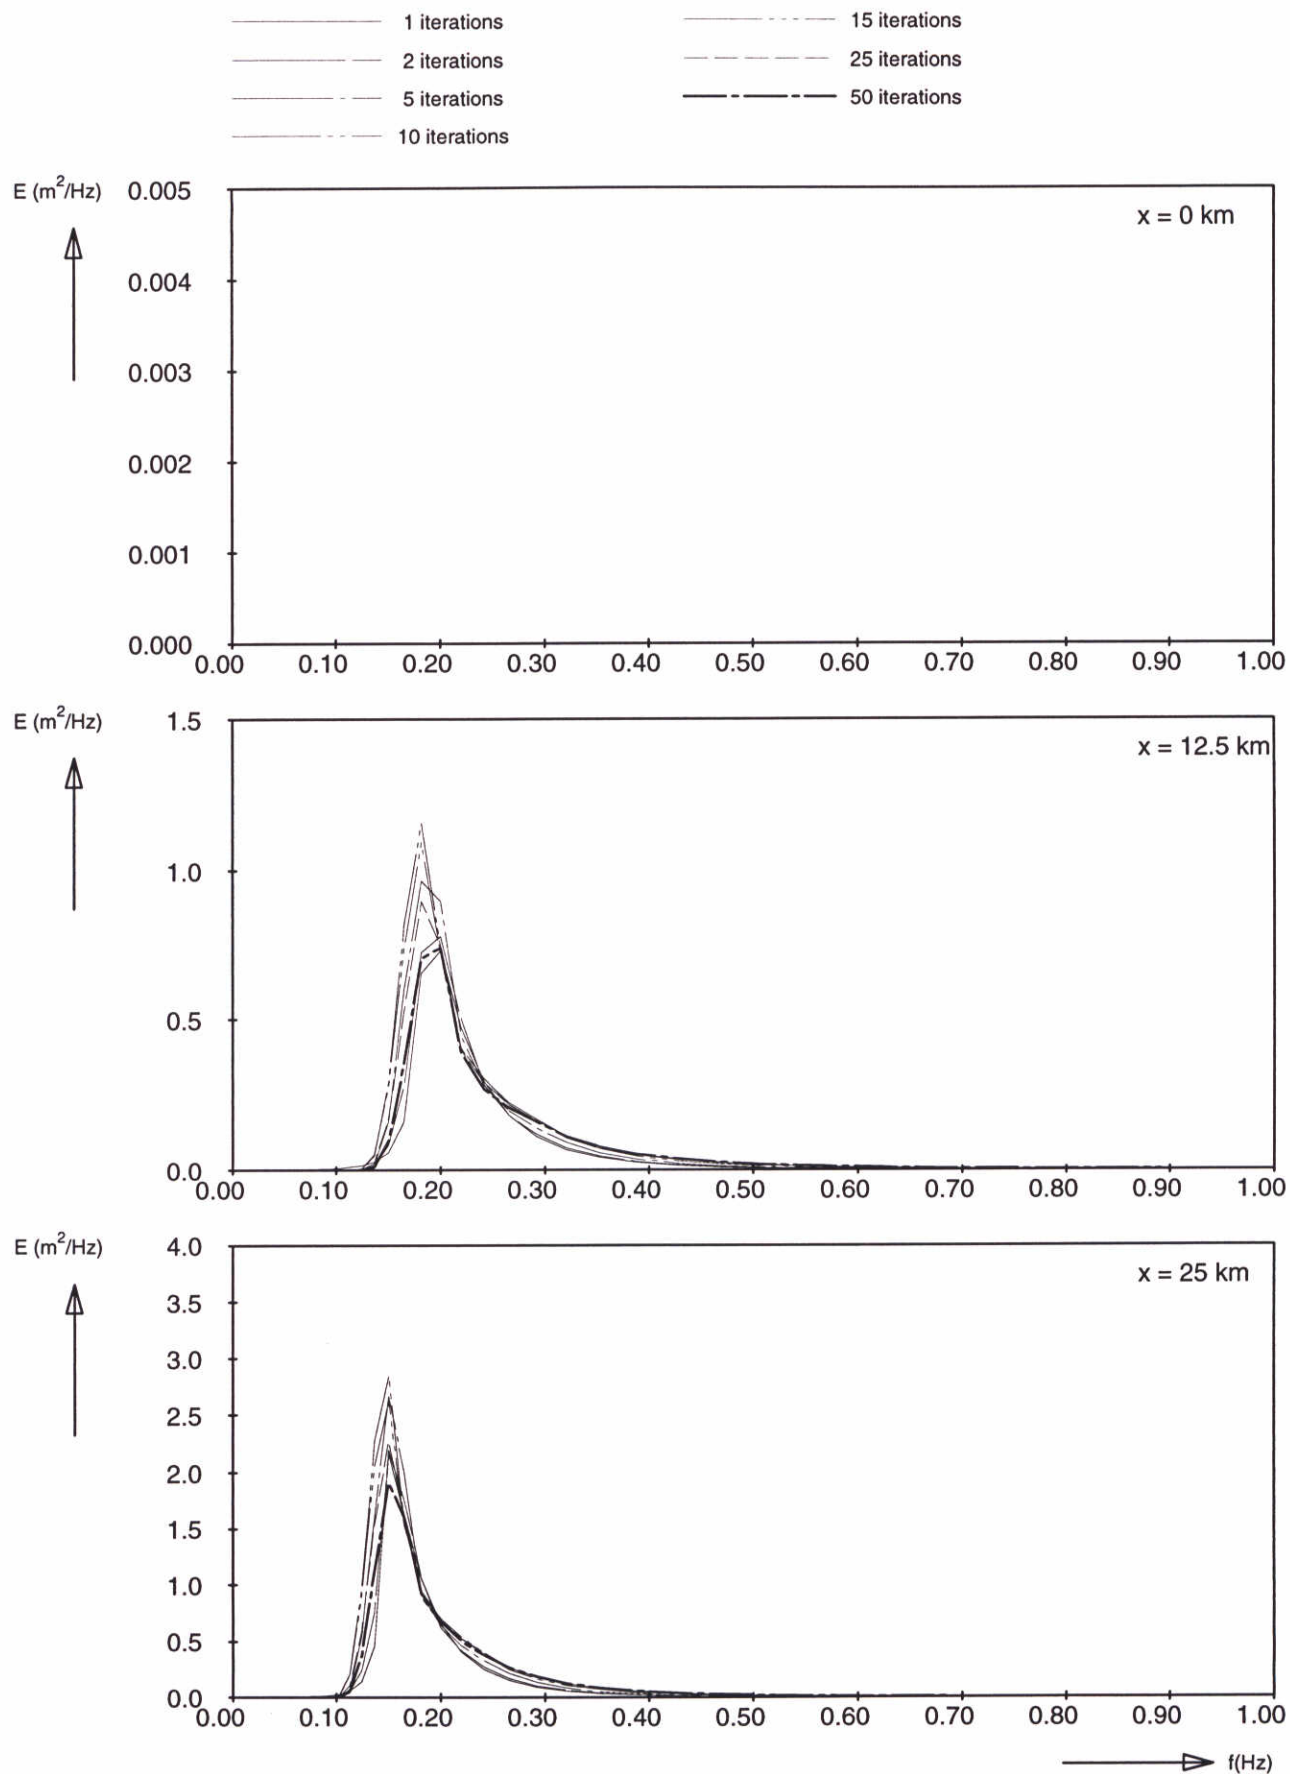 1 iterations
2 iterations
5 iterations
10 iterations
15 iterations
25 iterations
50 iterations
E (m²/Hz)
0.005
0.004
0.003
0.002
0.001
0.000
x = 0 km
0.00 0.10 0.20 0.30 0.40 0.50 0.60 0.70 0.80 0.90 1.00
E (m²/Hz)
1.5
1.0
0.5
0.0
x = 12.5 km
0.00 0.10 0.20 0.30 0.40 0.50 0.60 0.70 0.80 0.90 1.00
E (m²/Hz)
4.0
3.5
3.0
2.5
2.0
1.5
1.0
0.5
0.0
x = 25 km
0.00 0.10 0.20 0.30 0.40 0.50 0.60 0.70 0.80 0.90 1.00
f(Hz)